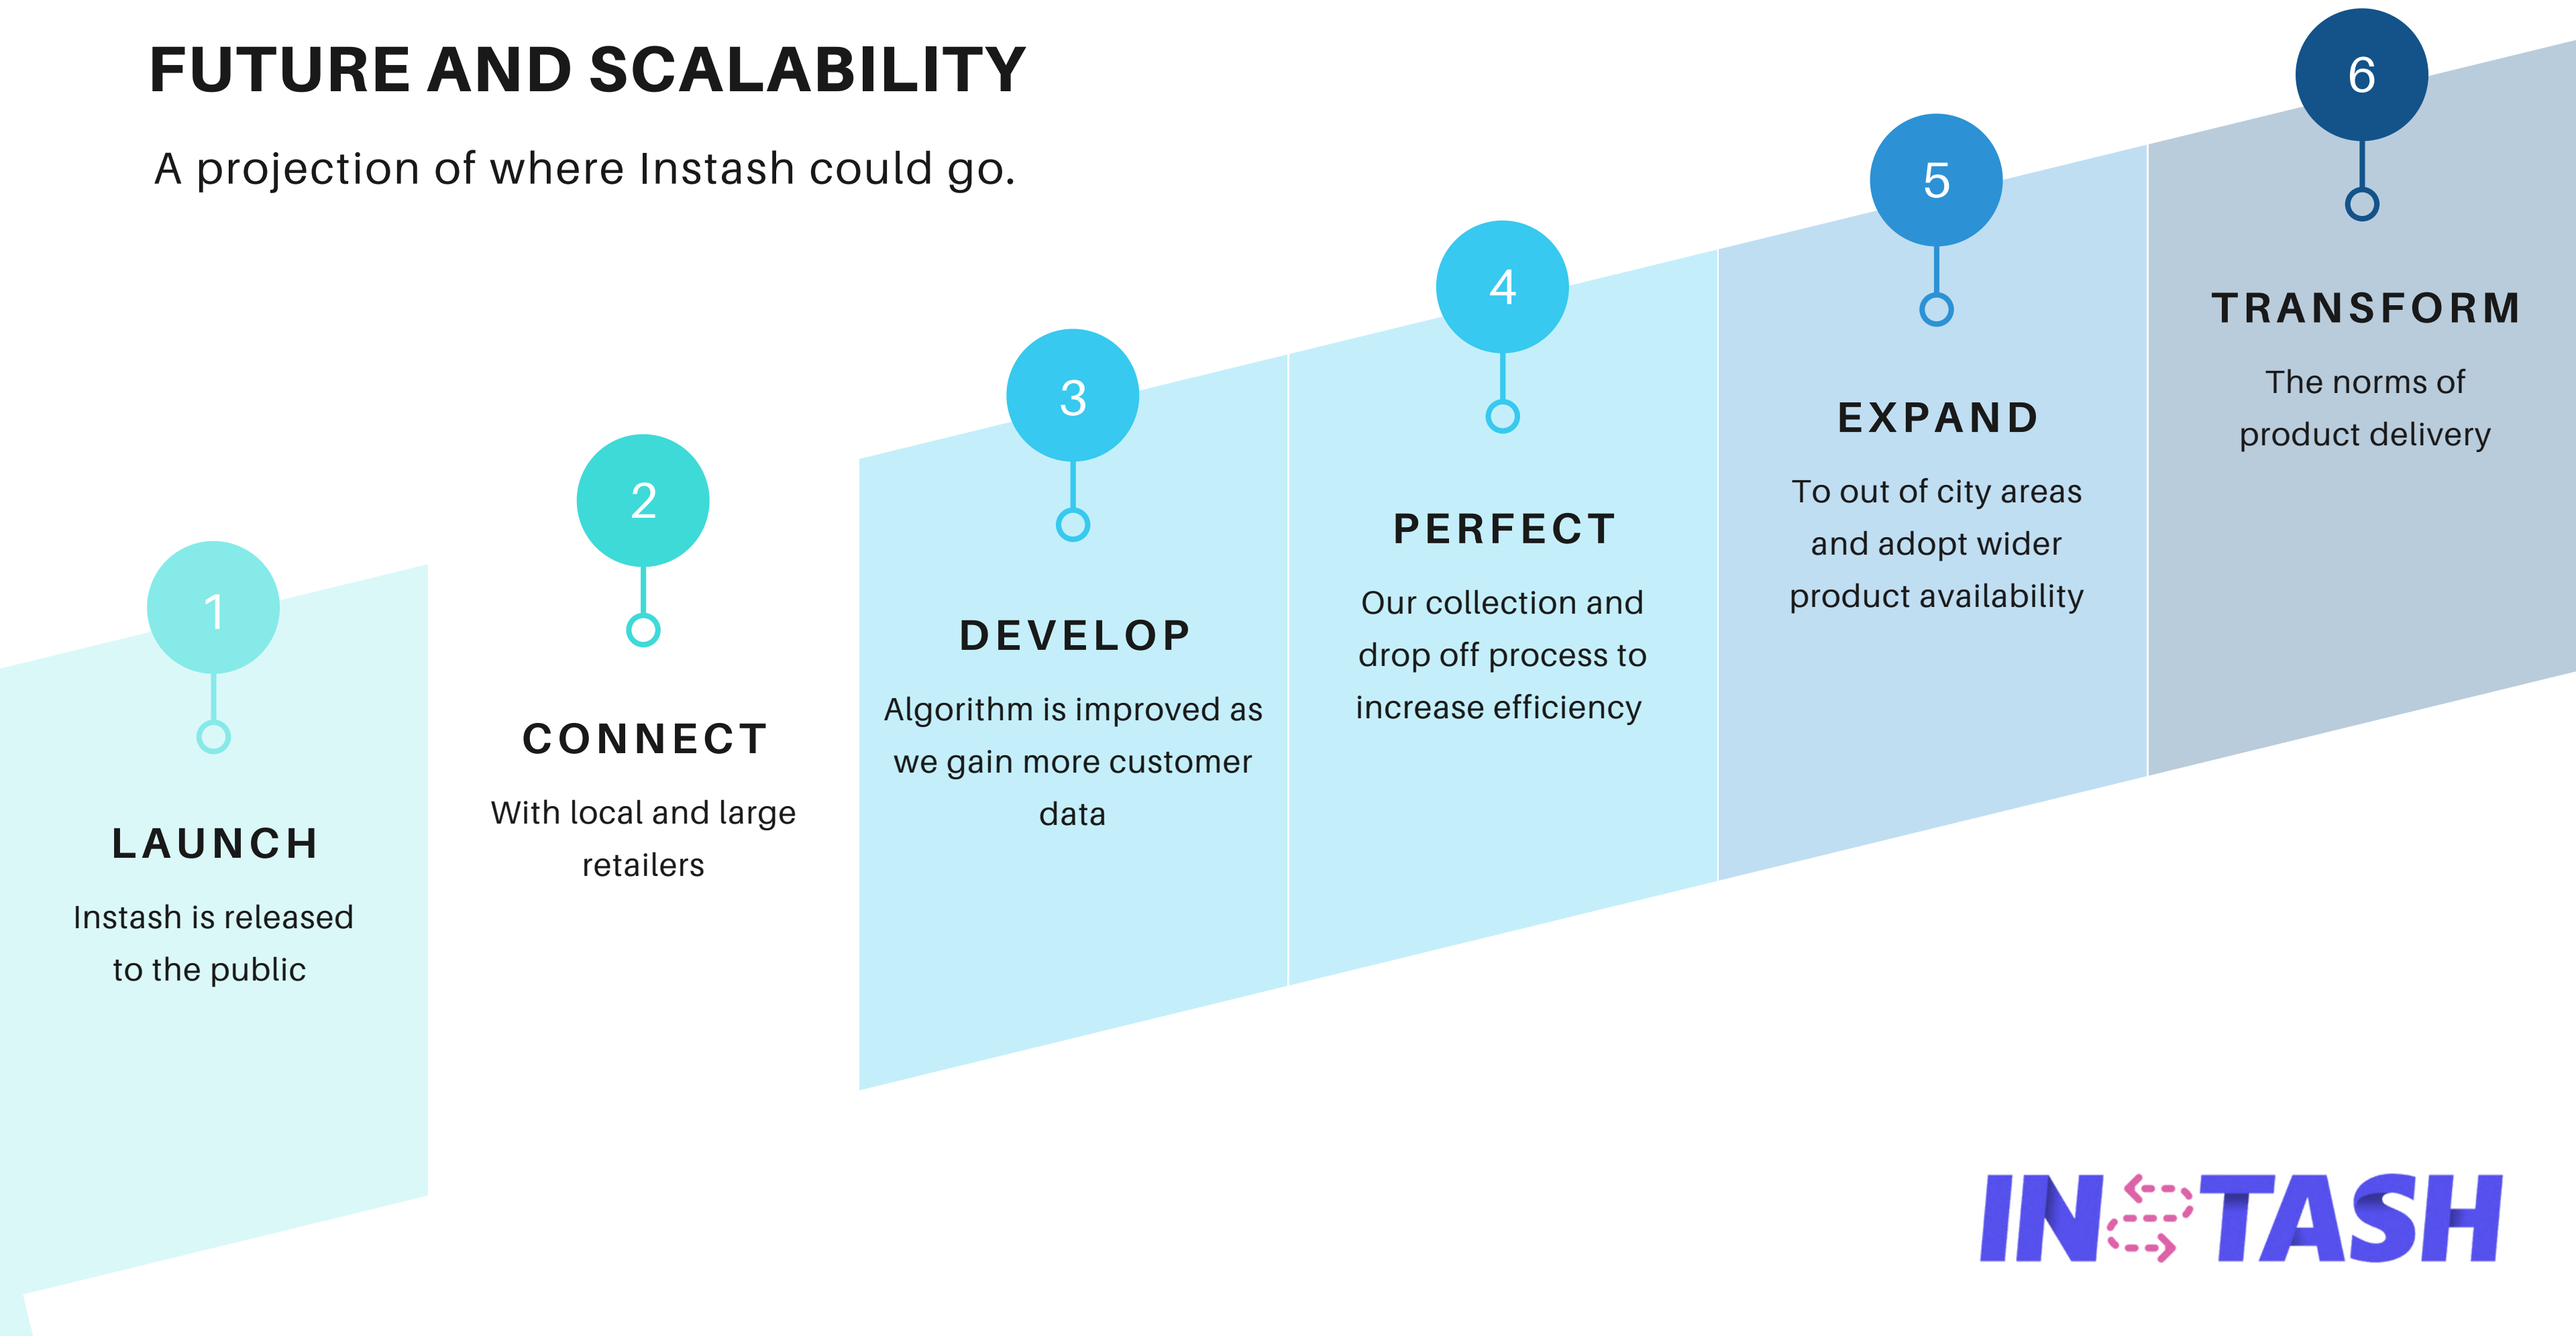 FUTURE AND SCALABILITY
A projection of where Instash could go.
1
LAUNCH
Instash is released
to the public
2
CONNECT
With local and large
retailers
3
DEVELOP
Algorithm is improved as
we gain more customer
data
4
PERFECT
Our collection and
drop off process to
increase efficiency
5
EXPAND
To out of city areas
and adopt wider
product availability
6
TRANSFORM
The norms of
product delivery
INSTASH